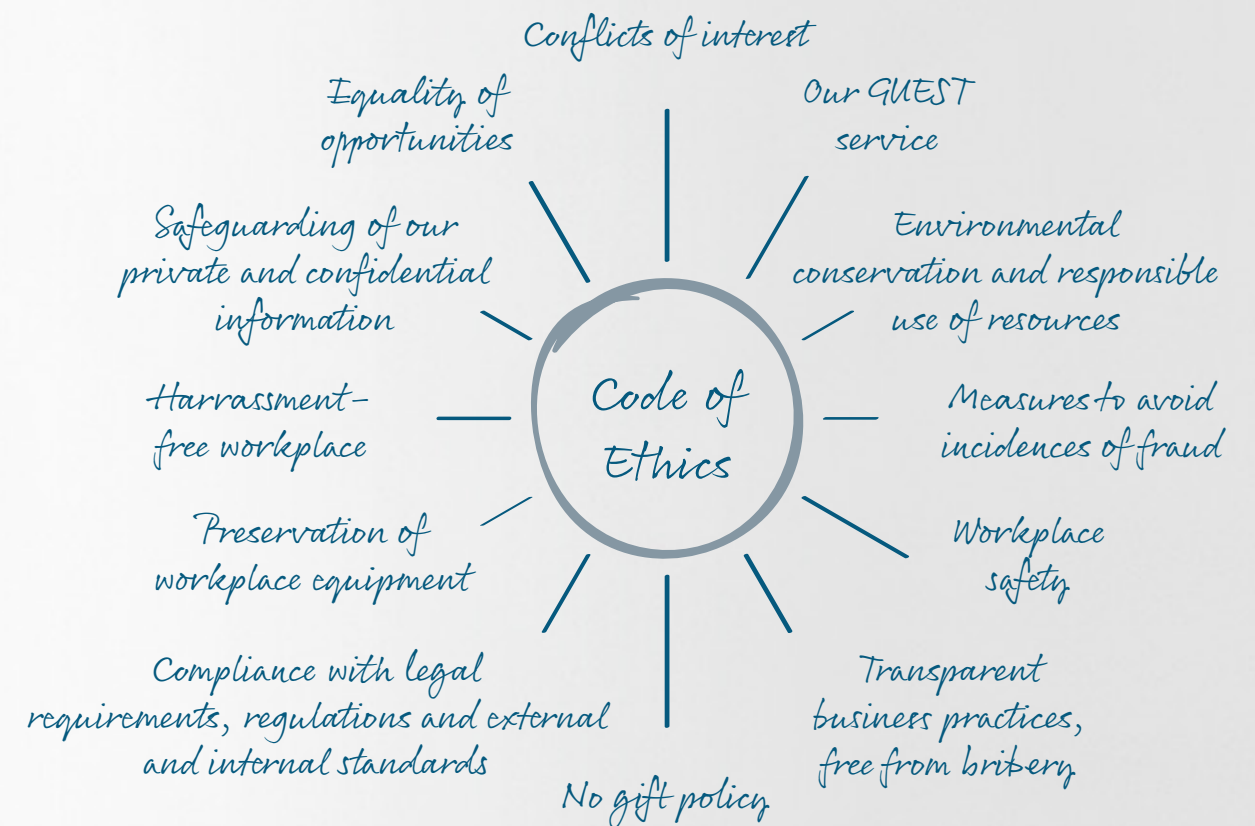 Conflicts of interest
Our GUEST
service
Environmental
conservation and responsible
use of resources
Measures to avoid
incidences of fraud
Workplace
safety
Transparent
business practices,
free from bribery
No gift policy
Compliance with legal
requirements, regulations and external
and internal standards
Preservation of
workplace equipment
Harrassment-
free workplace
Safeguarding of our
private and confidential
information
Equality of
opportunities
Code of
Ethics